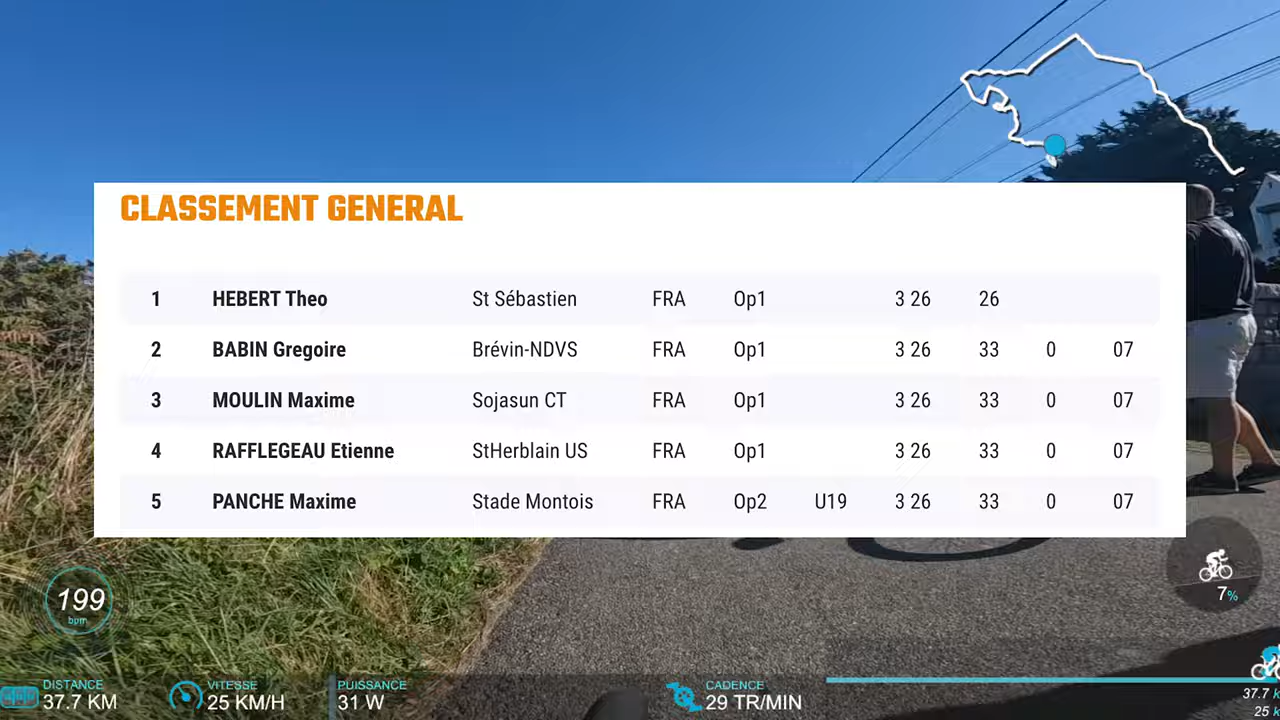 CLASSEMENT GENERAL
1 HEBERT Theo St Sébastien FRA Op1 3 26 26
2 BABIN Gregoire Brévin-NDVS FRA Op1 3 26 33 0 07
3 MOULIN Maxime Sojasun CT FRA Op1 3 26 33 0 07
4 RAFFLEGEAU Etienne StHerblain US FRA Op1 3 26 33 0 07
5 PANCHE Maxime Stade Montois FRA Op2 U19 3 26 33 0 07
199
bpm
7%
DISTANCE
37.7 KM
VITESSE
25 KM/H
PUISSANCE
31 W
CADENCE
29 TR/MIN
37.7 k
25 k